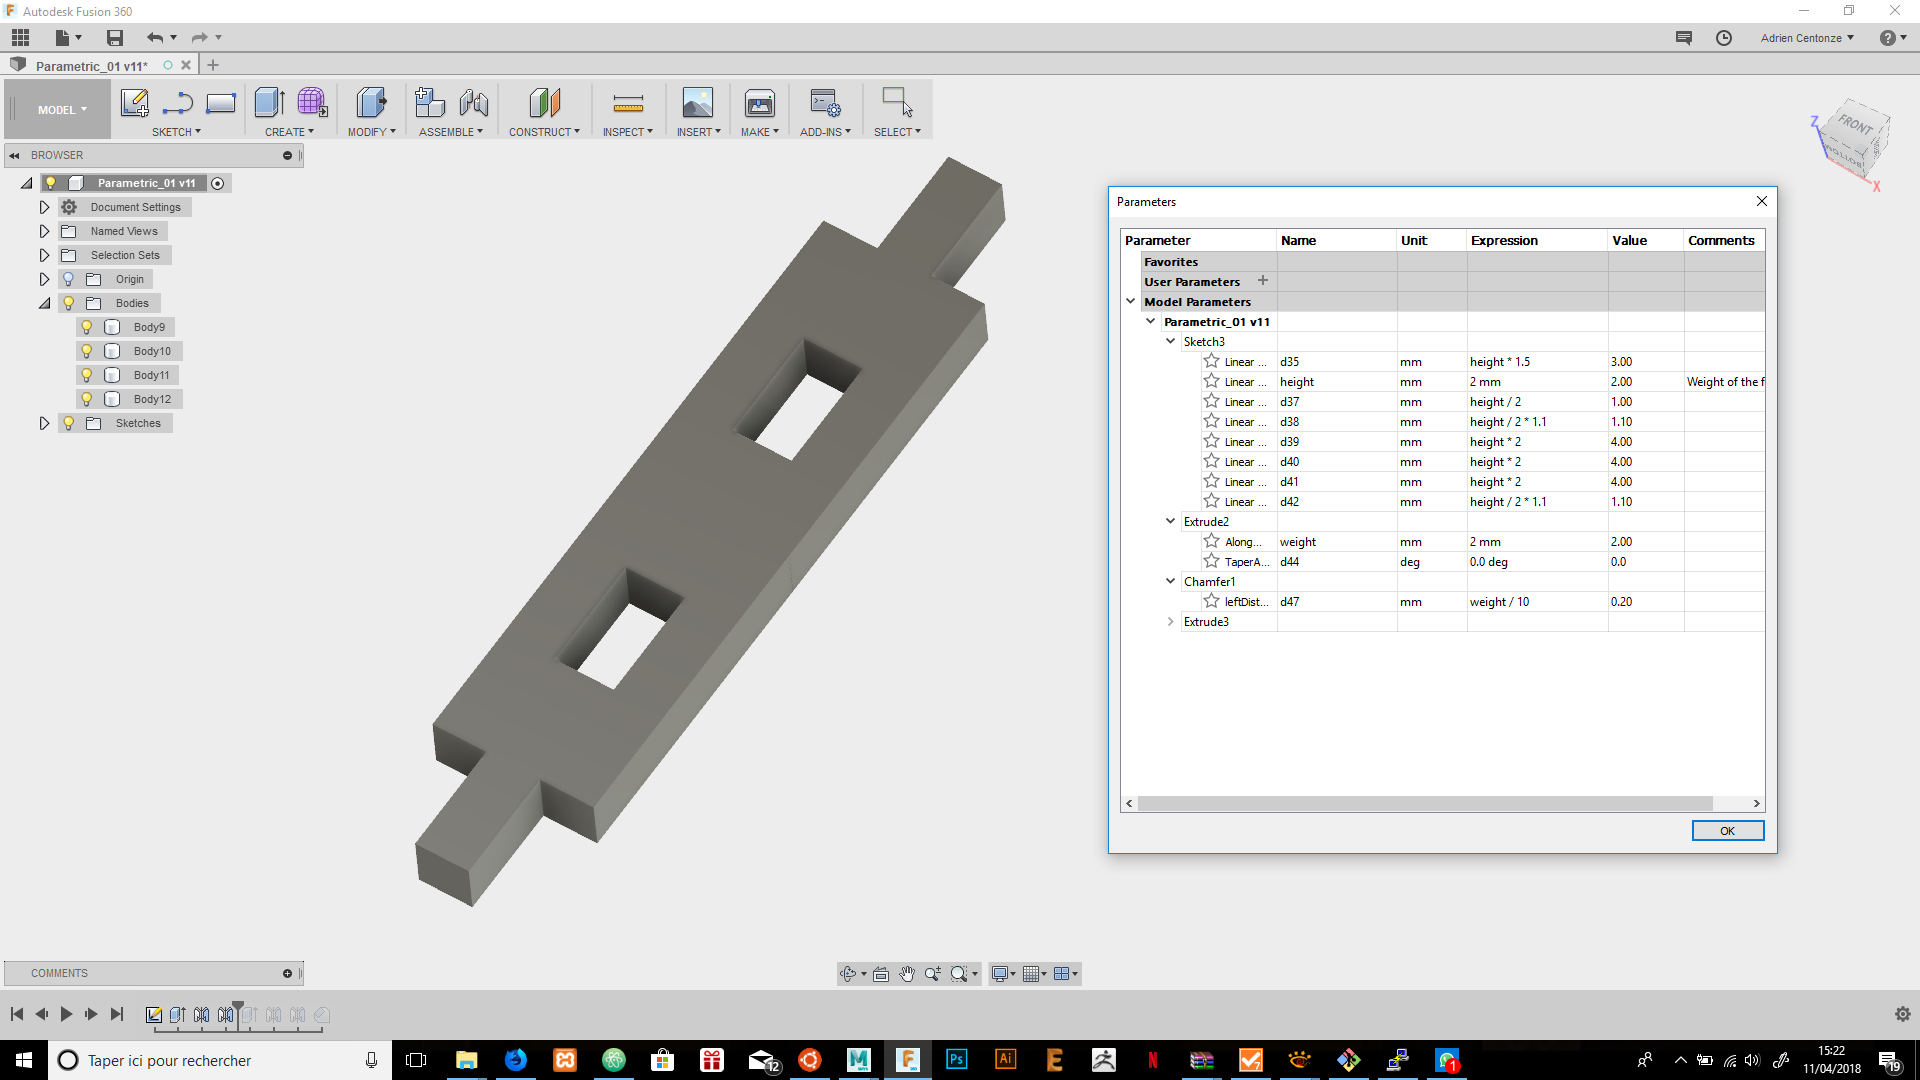 Autodesk Fusion 360
Adrien Centonze
Parametric_01 v11*
MODEL
SKETCH
CREATE
MODIFY
ASSEMBLE
CONSTRUCT
INSPECT
INSERT
MAKE
ADD-INS
SELECT
FRONT
BOTTOM
Z
X
BROWSER
Parametric_01 v11
Document Settings
Named Views
Selection Sets
Origin
Bodies
Body9
Body10
Body11
Body12
Sketches
Parameters
Parameter Name Unit Expression Value Comments
Favorites
User Parameters
Model Parameters
Parametric_01 v11
Sketch3
Linear ... d35 mm height * 1.5 3.00
Linear ... height mm 2 mm 2.00 Weight of the f
Linear ... d37 mm height / 2 1.00
Linear ... d38 mm height / 2 * 1.1 1.10
Linear ... d39 mm height * 2 4.00
Linear ... d40 mm height * 2 4.00
Linear ... d41 mm height * 2 4.00
Linear ... d42 mm height / 2 * 1.1 1.10
Extrude2
Along... weight mm 2 mm 2.00
TaperA... d44 deg 0.0 deg 0.0
Chamfer1
leftDist... d47 mm weight / 10 0.20
Extrude3
OK
COMMENTS
Taper ici pour rechercher
12
Ps
Ai
1
15:22
11/04/2018
19